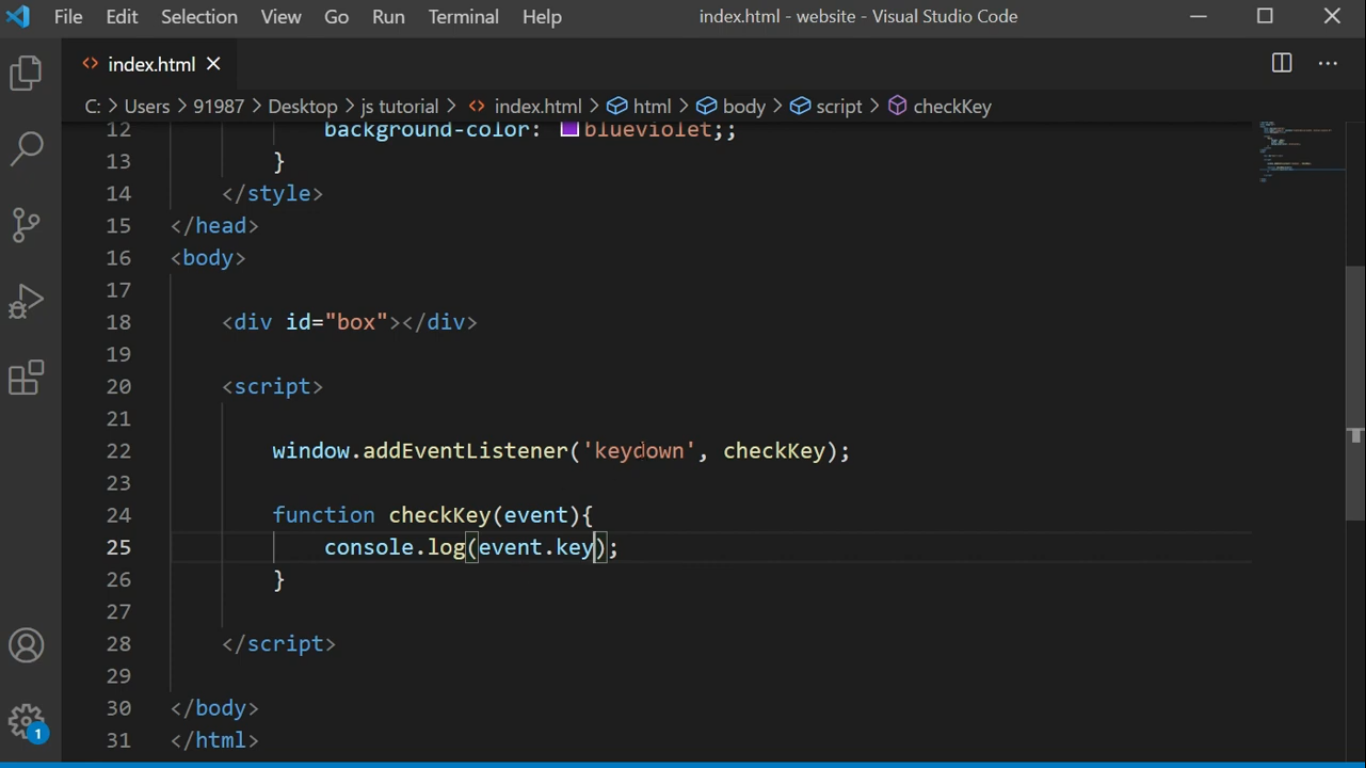 File Edit Selection View Go Run Terminal Help index.html - website - Visual Studio Code
index.html
C: > Users > 91987 > Desktop > js tutorial > index.html > html > body > script > checkKey
12 background-color: blueviolet;;
13 }
14 </style>
15 </head>
16 <body>
17
18 <div id="box"></div>
19
20 <script>
21
22 window.addEventListener('keydown', checkKey);
23
24 function checkKey(event){
25 console.log(event.key);
26 }
27
28 </script>
29
30 </body>
31 </html>
1